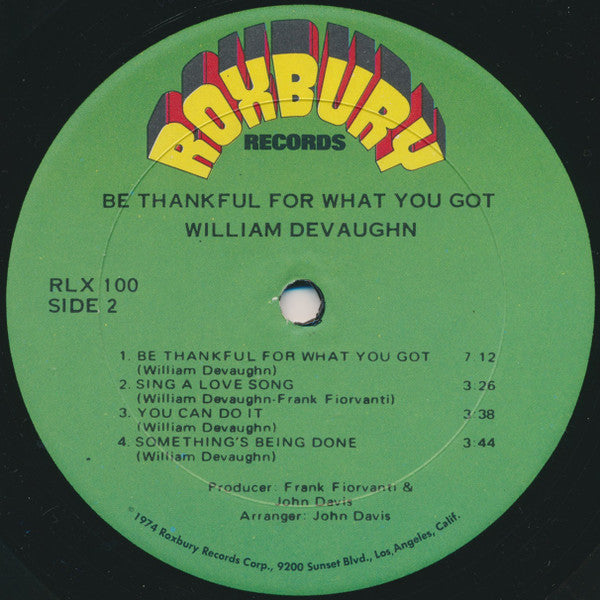 ROXBURY
RECORDS
BE THANKFUL FOR WHAT YOU GOT
WILLIAM DEVAUGHN
RLX 100
SIDE 2
1. BE THANKFUL FOR WHAT YOU GOT 7:12
(William Devaughn)
2. SING A LOVE SONG 3:26
(William Devaughn-Frank Fiorvanti)
3. YOU CAN DO IT 3:38
(William Devaughn)
4. SOMETHING'S BEING DONE 3:44
(William Devaughn)
Producer: Frank Fiorvanti &
John Davis
Arranger: John Davis
©1974 Roxbury Records Corp., 9200 Sunset Blvd., Los Angeles, Calif.